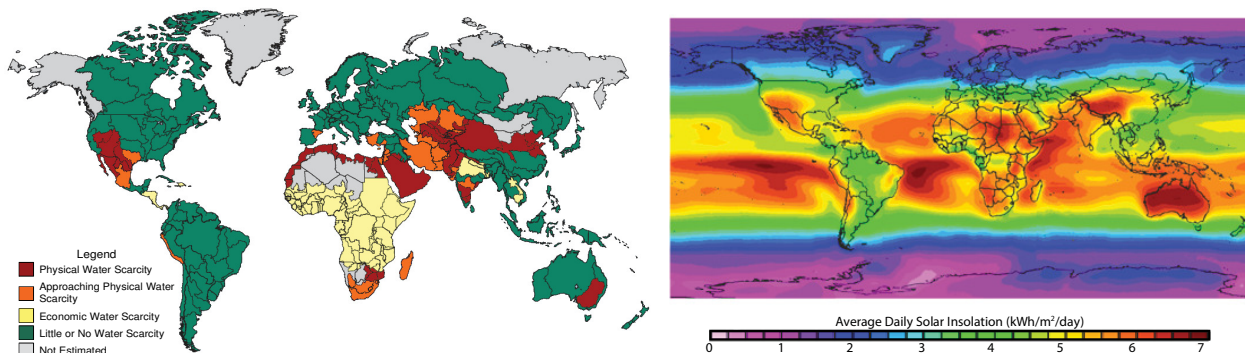 Legend
Physical Water Scarcity
Approaching Physical Water
Scarcity
Economic Water Scarcity
Little or No Water Scarcity
Not Estimated
Average Daily Solar Insolation (kWh/m²/day)
0 1 2 3 4 5 6 7